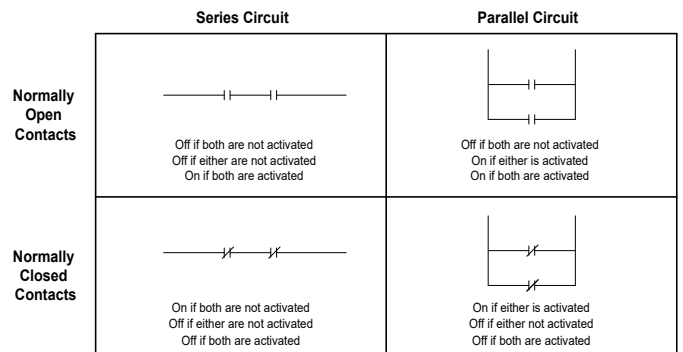 Series Circuit
Parallel Circuit
Normally
Open
Contacts
Off if both are not activated
Off if either are not activated
On if both are activated
Off if both are not activated
On if either is activated
On if both are activated
Normally
Closed
Contacts
On if both are not activated
Off if either are not activated
Off if both are activated
On if either is activated
Off if either not activated
Off if both are activated